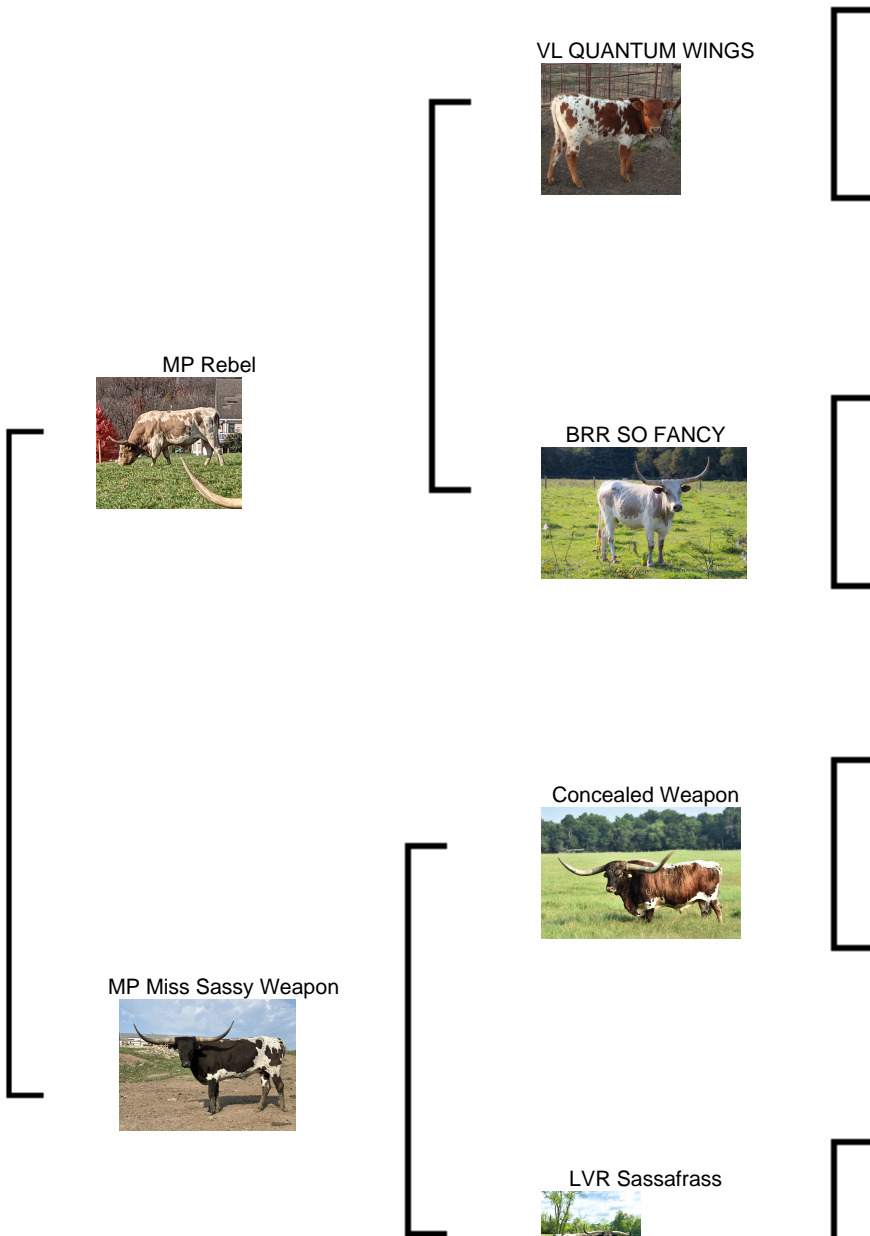 VL QUANTUM WINGS
MP Rebel
BRR SO FANCY
Concealed Weapon
MP Miss Sassy Weapon
LVR Sassafrass